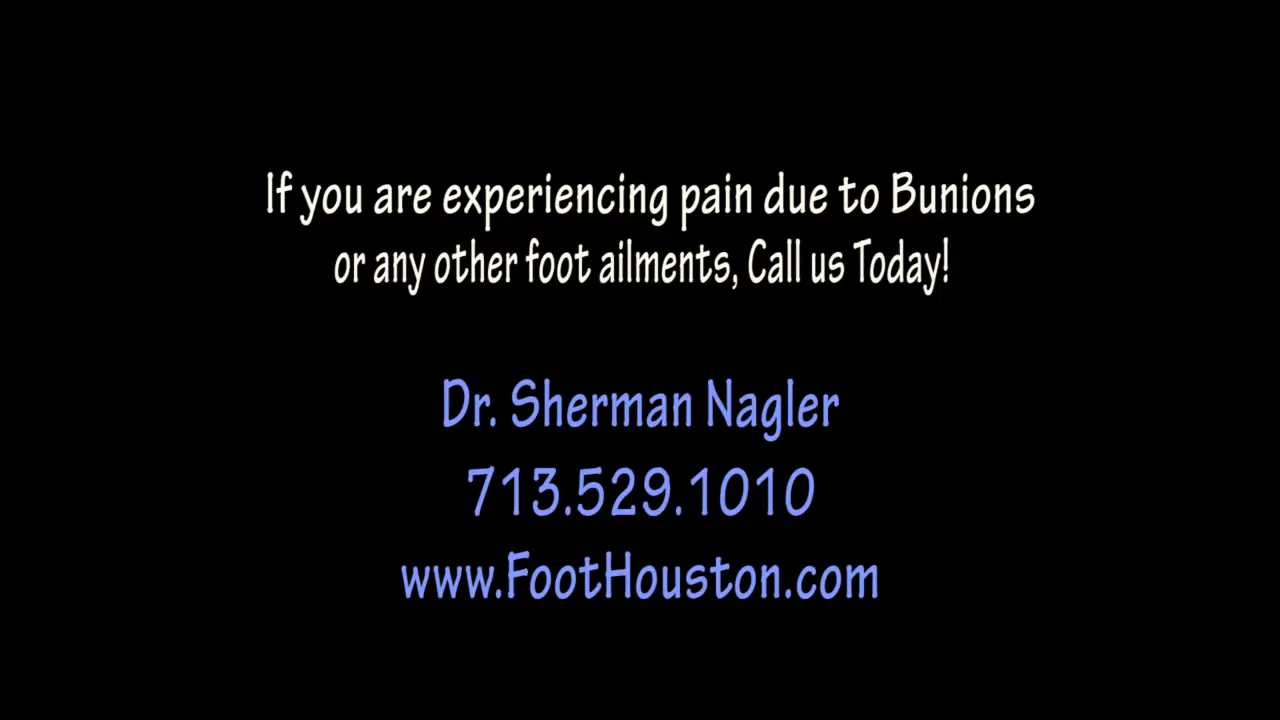 If you are experiencing pain due to Bunions
or any other foot ailments, Call us Today!
Dr. Sherman Nagler
713.529.1010
www.FootHouston.com